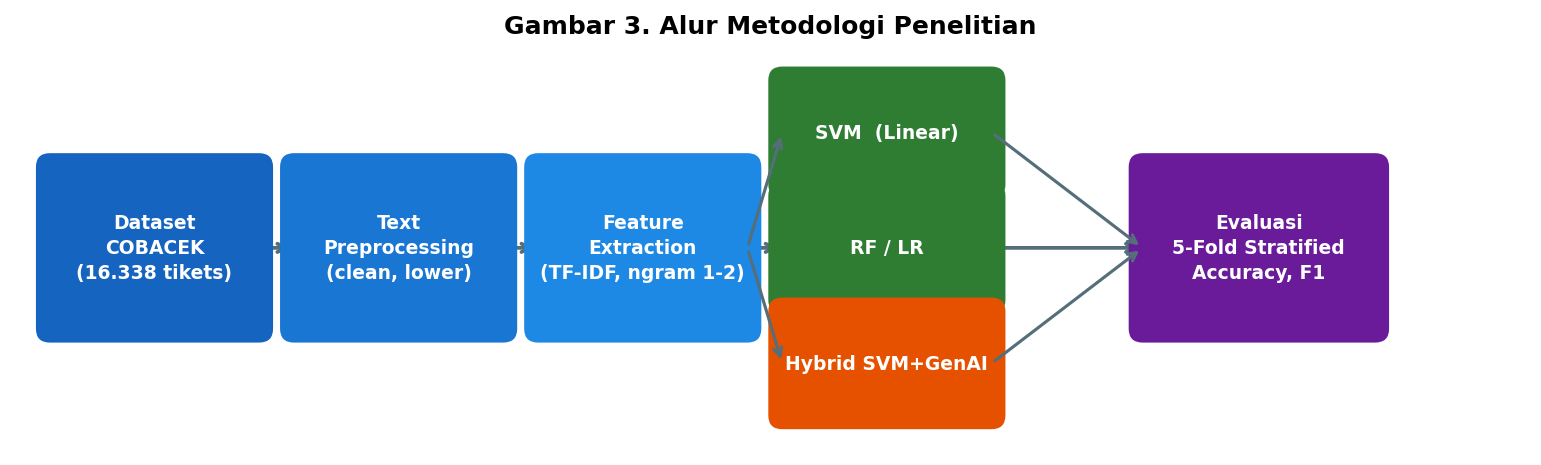 Gambar 3. Alur Metodologi Penelitian
Dataset
COBACEK
(16.338 tikets)
Text
Preprocessing
(clean, lower)
Feature
Extraction
(TF-IDF, ngram 1-2)
SVM  (Linear)
RF / LR
Hybrid SVM+GenAI
Evaluasi
5-Fold Stratified
Accuracy, F1